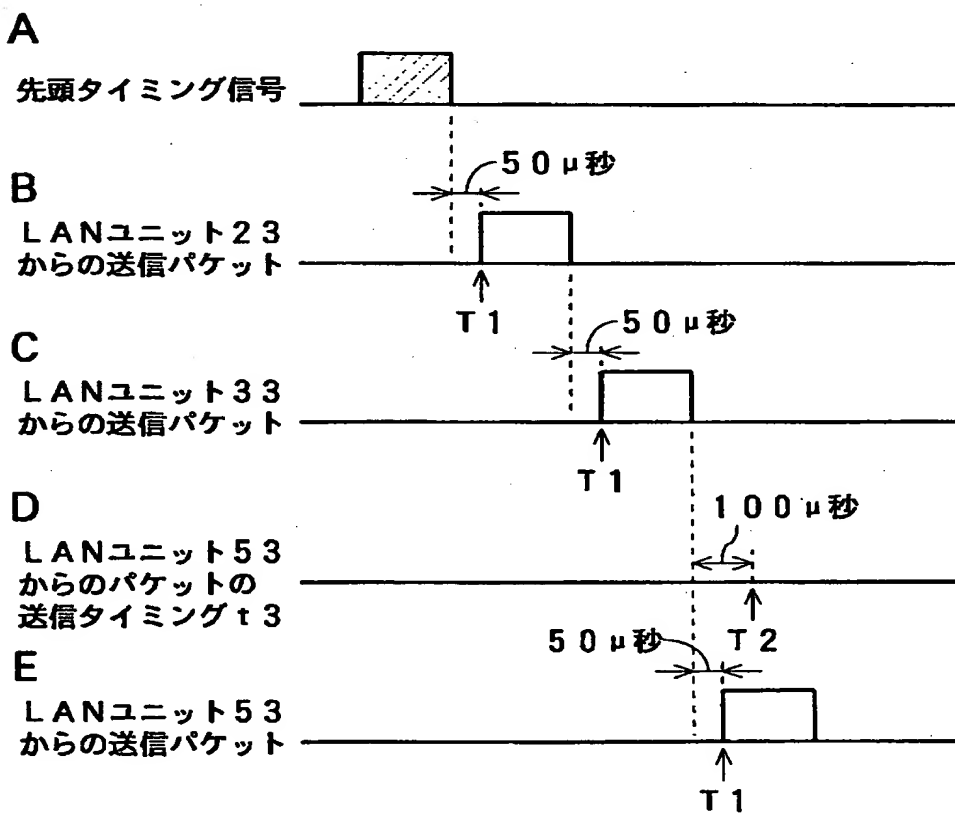 A
先頭タイミング信号
50μ秒
B
LANユニット23
からの送信パケット
T1
50μ秒
C
LANユニット33
からの送信パケット
T1
D
100μ秒
LANユニット53
からのパケットの
送信タイミングt3
T2
50μ秒
E
LANユニット53
からの送信パケット
T1